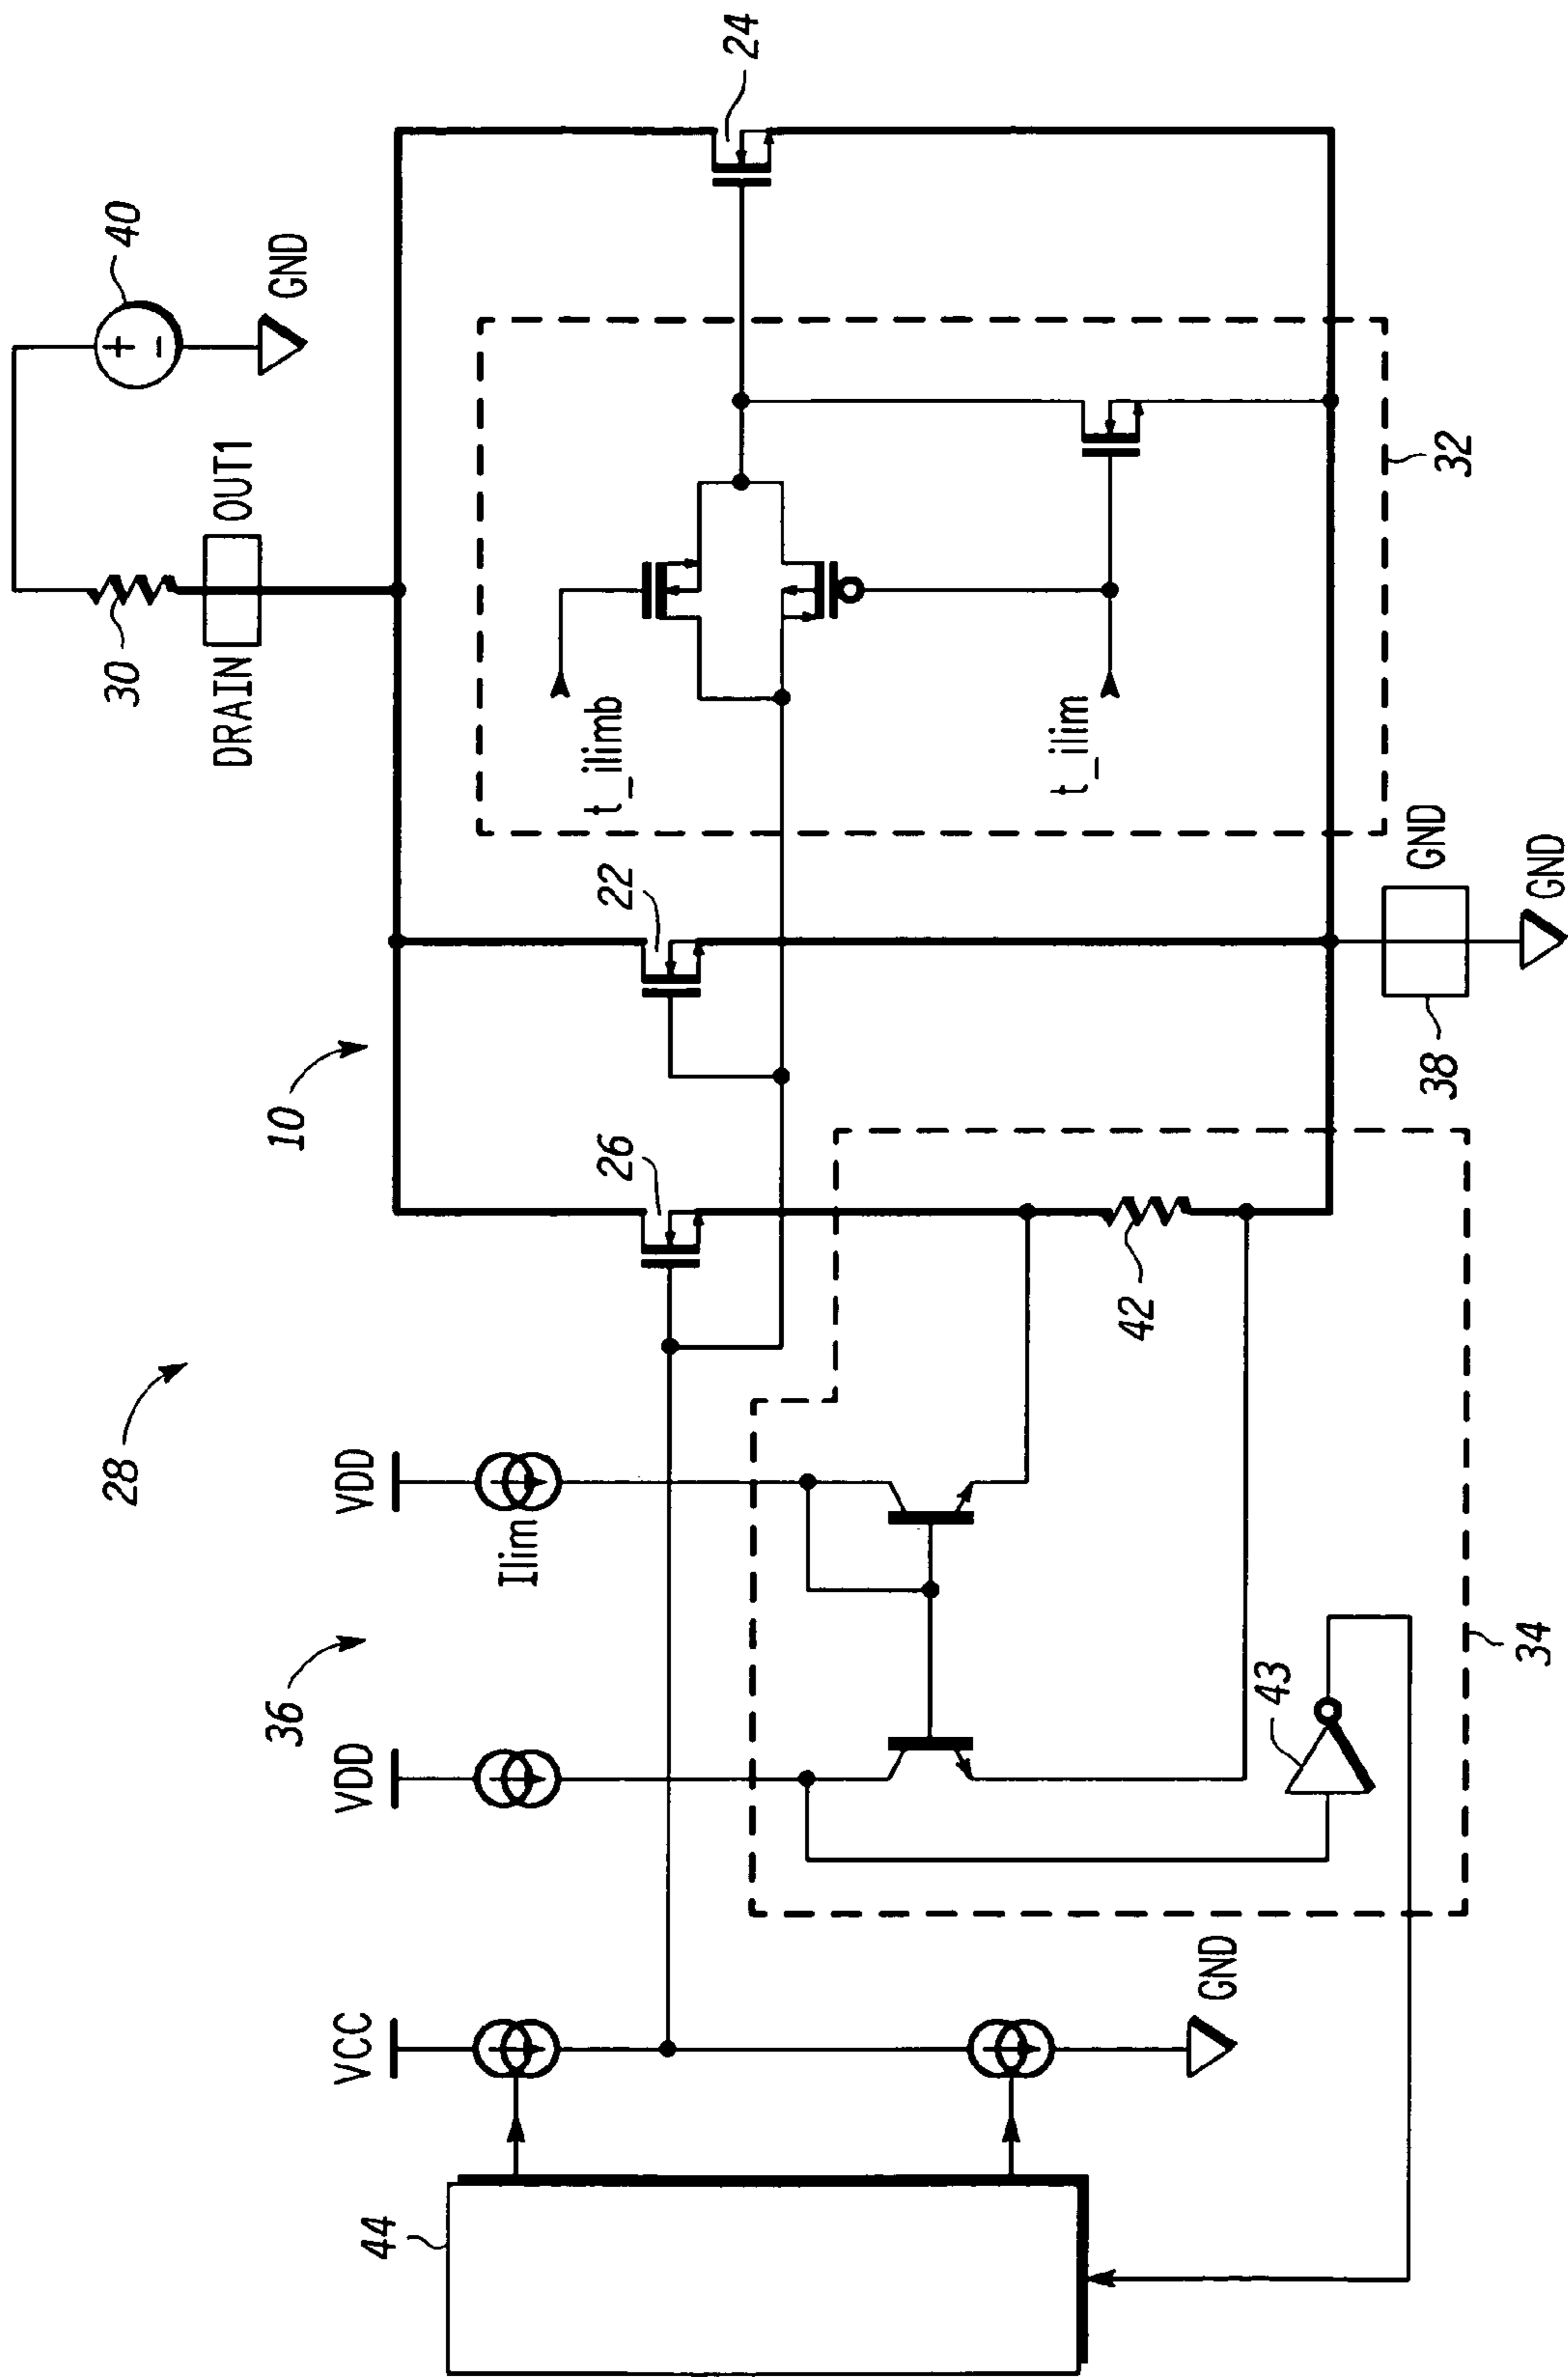 28
36
10
44
VCC
GND
VDD
VDD
Ilim
34
43
42
26
22
38
GND
GND
DRAIN
OUT1
30
40
GND
t_ilimb
t_ilim
32
24